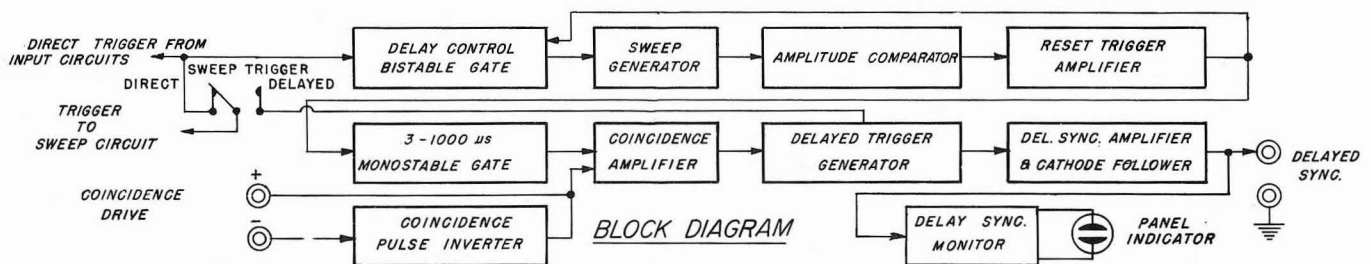 DIRECT TRIGGER FROM
INPUT CIRCUITS
SWEEP TRIGGER
DIRECT
DELAYED
TRIGGER
TO
SWEEP CIRCUIT
DELAY CONTROL
BISTABLE GATE
SWEEP
GENERATOR
AMPLITUDE COMPARATOR
RESET TRIGGER
AMPLIFIER
3-1000 µs
MONOSTABLE GATE
COINCIDENCE
AMPLIFIER
DELAYED TRIGGER
GENERATOR
DEL. SYNC. AMPLIFIER
& CATHODE FOLLOWER
DELAYED
SYNC.
COINCIDENCE
DRIVE
+
−
COINCIDENCE
PULSE INVERTER
BLOCK DIAGRAM
DELAY SYNC.
MONITOR
PANEL
INDICATOR